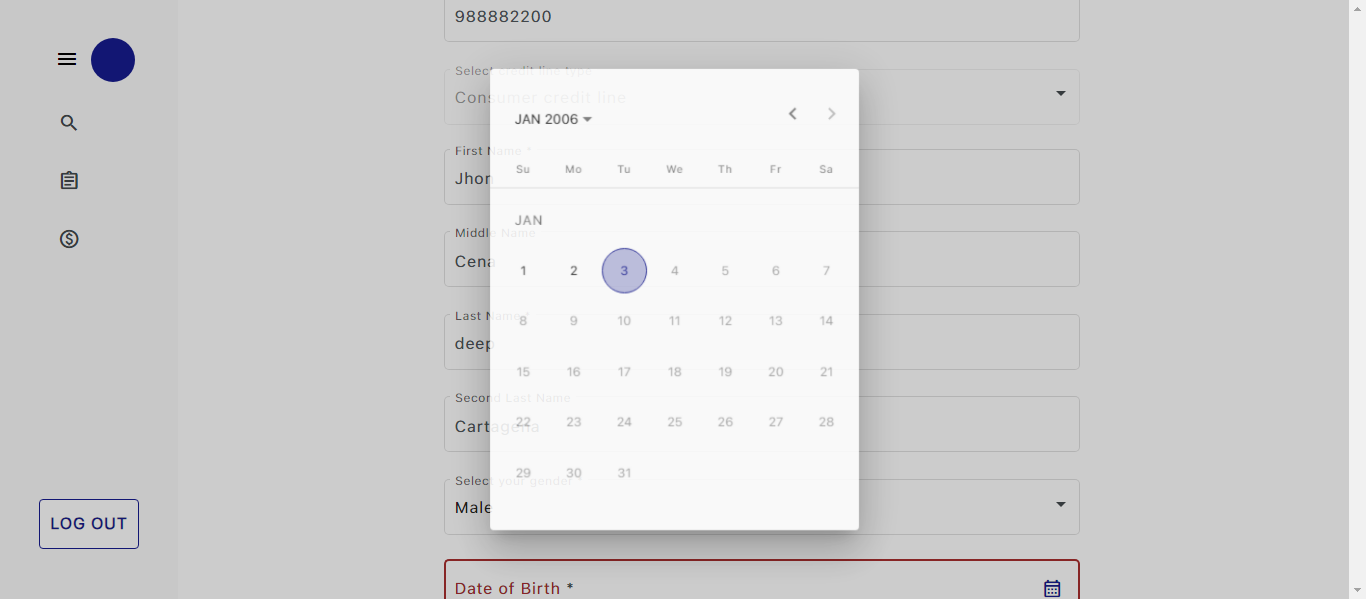 988882200
Select credit line type
Consumer credit line
JAN 2006
First Name *
Su Mo Tu We Th Fr Sa
Jhon
JAN
Middle Name
Cena
1 2 3 4 5 6 7
Last Name *
8 9 10 11 12 13 14
deep
15 16 17 18 19 20 21
Second Last Name
Cartagena
22 23 24 25 26 27 28
29 30 31
Select your gender *
Male
LOG OUT
Date of Birth *